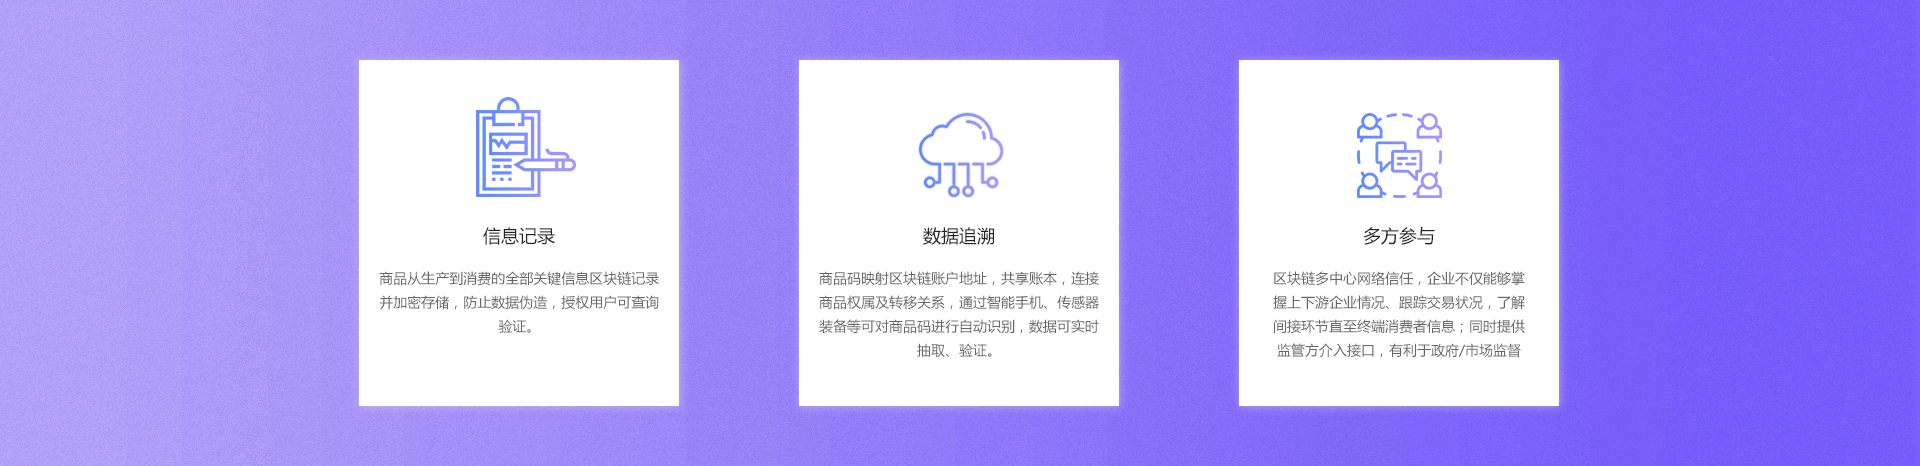 信息记录
商品从生产到消费的全部关键信息区块链记录
并加密存储，防止数据伪造，授权用户可查询
验证。
数据追溯
商品码映射区块链账户地址，共享账本，连接
商品权属及转移关系，通过智能手机、传感器
装备等可对商品码进行自动识别，数据可实时
抽取、验证。
多方参与
区块链多中心网络信任，企业不仅能够掌
握上下游企业情况、跟踪交易状况，了解
间接环节直至终端消费者信息；同时提供
监管方介入接口，有利于政府/市场监督